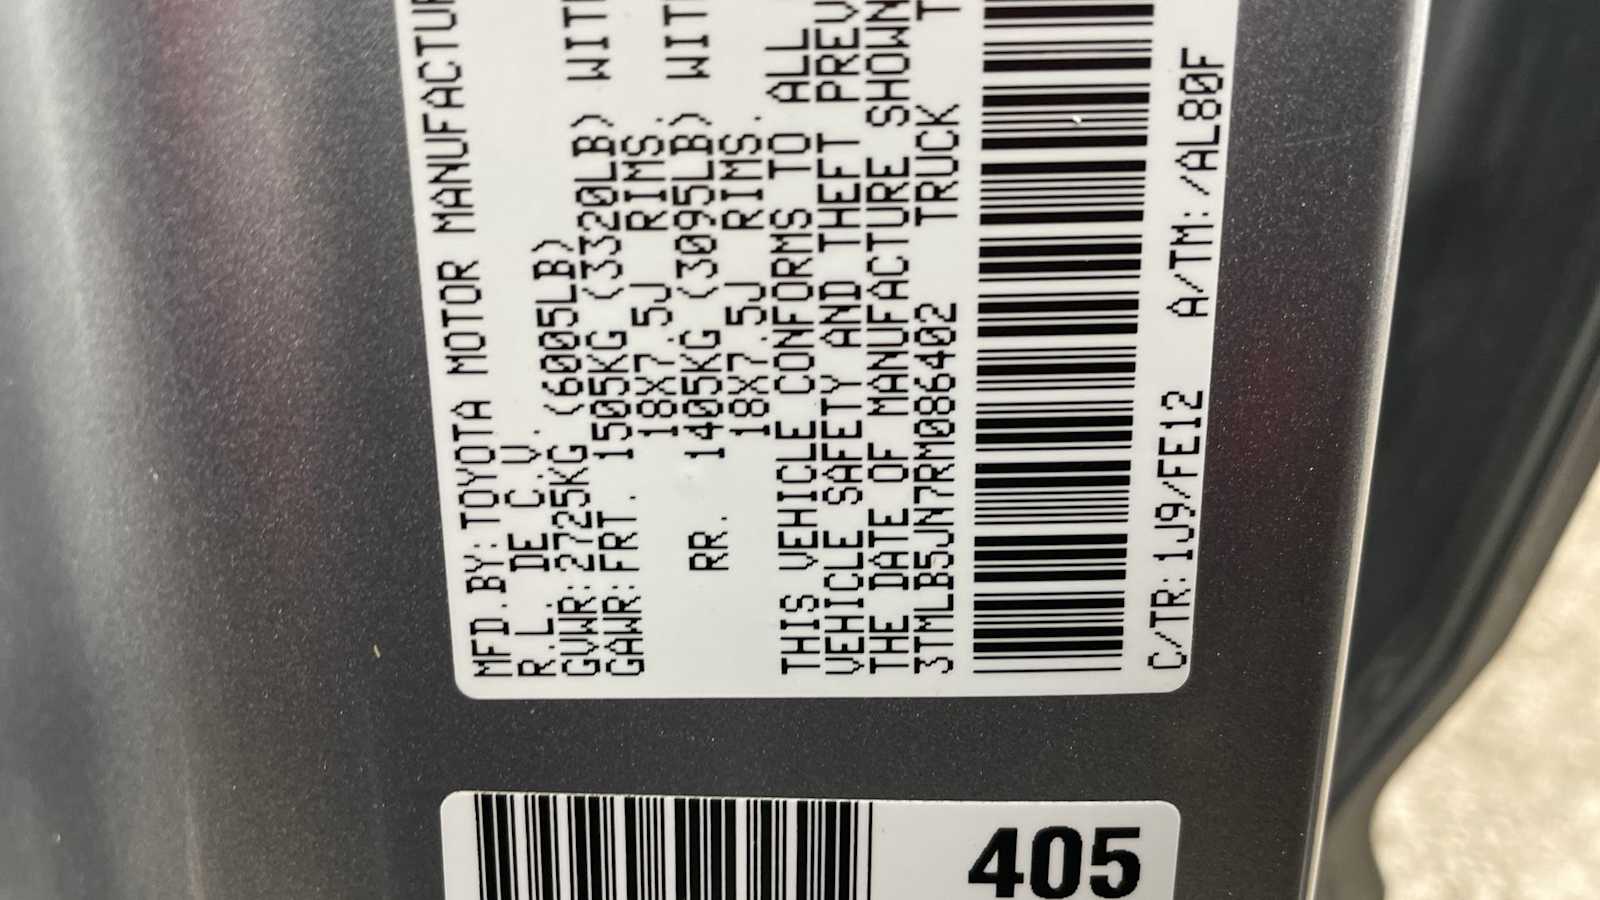 MFD.BY:TOYOTA MOTOR MANUFACTUR
R.L. DE C.V.
GVWR:2725KG (6005LB)
GAWR:FRT. 1505KG (3320LB) WIT
18X7.5J RIMS.
RR. 1405KG (3095LB) WIT
18X7.5J RIMS.
THIS VEHICLE CONFORMS TO ALL
VEHICLE SAFETY AND THEFT PREV
THE DATE OF MANUFACTURE SHOWN
3TMLB5JN7RM086402 TRUCK T
C/TR:1J9/FE12 A/TM:/AL80F
405